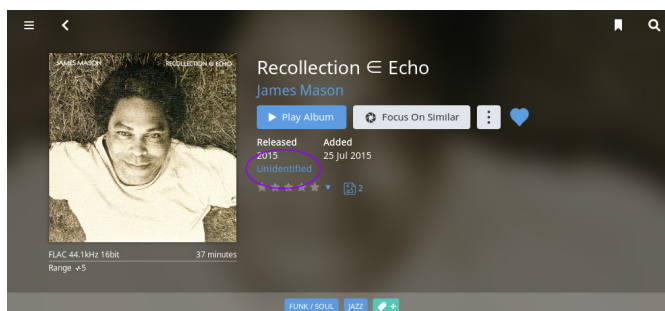 JAMES MASON
RECOLLECTION ∈ ECHO
Recollection ∈ Echo
James Mason
Play Album
Focus On Similar
Released
Added
2015
25 Jul 2015
Unidentified
2
FLAC 44.1kHz 16bit
37 minutes
Range +5
FUNK / SOUL
JAZZ
+